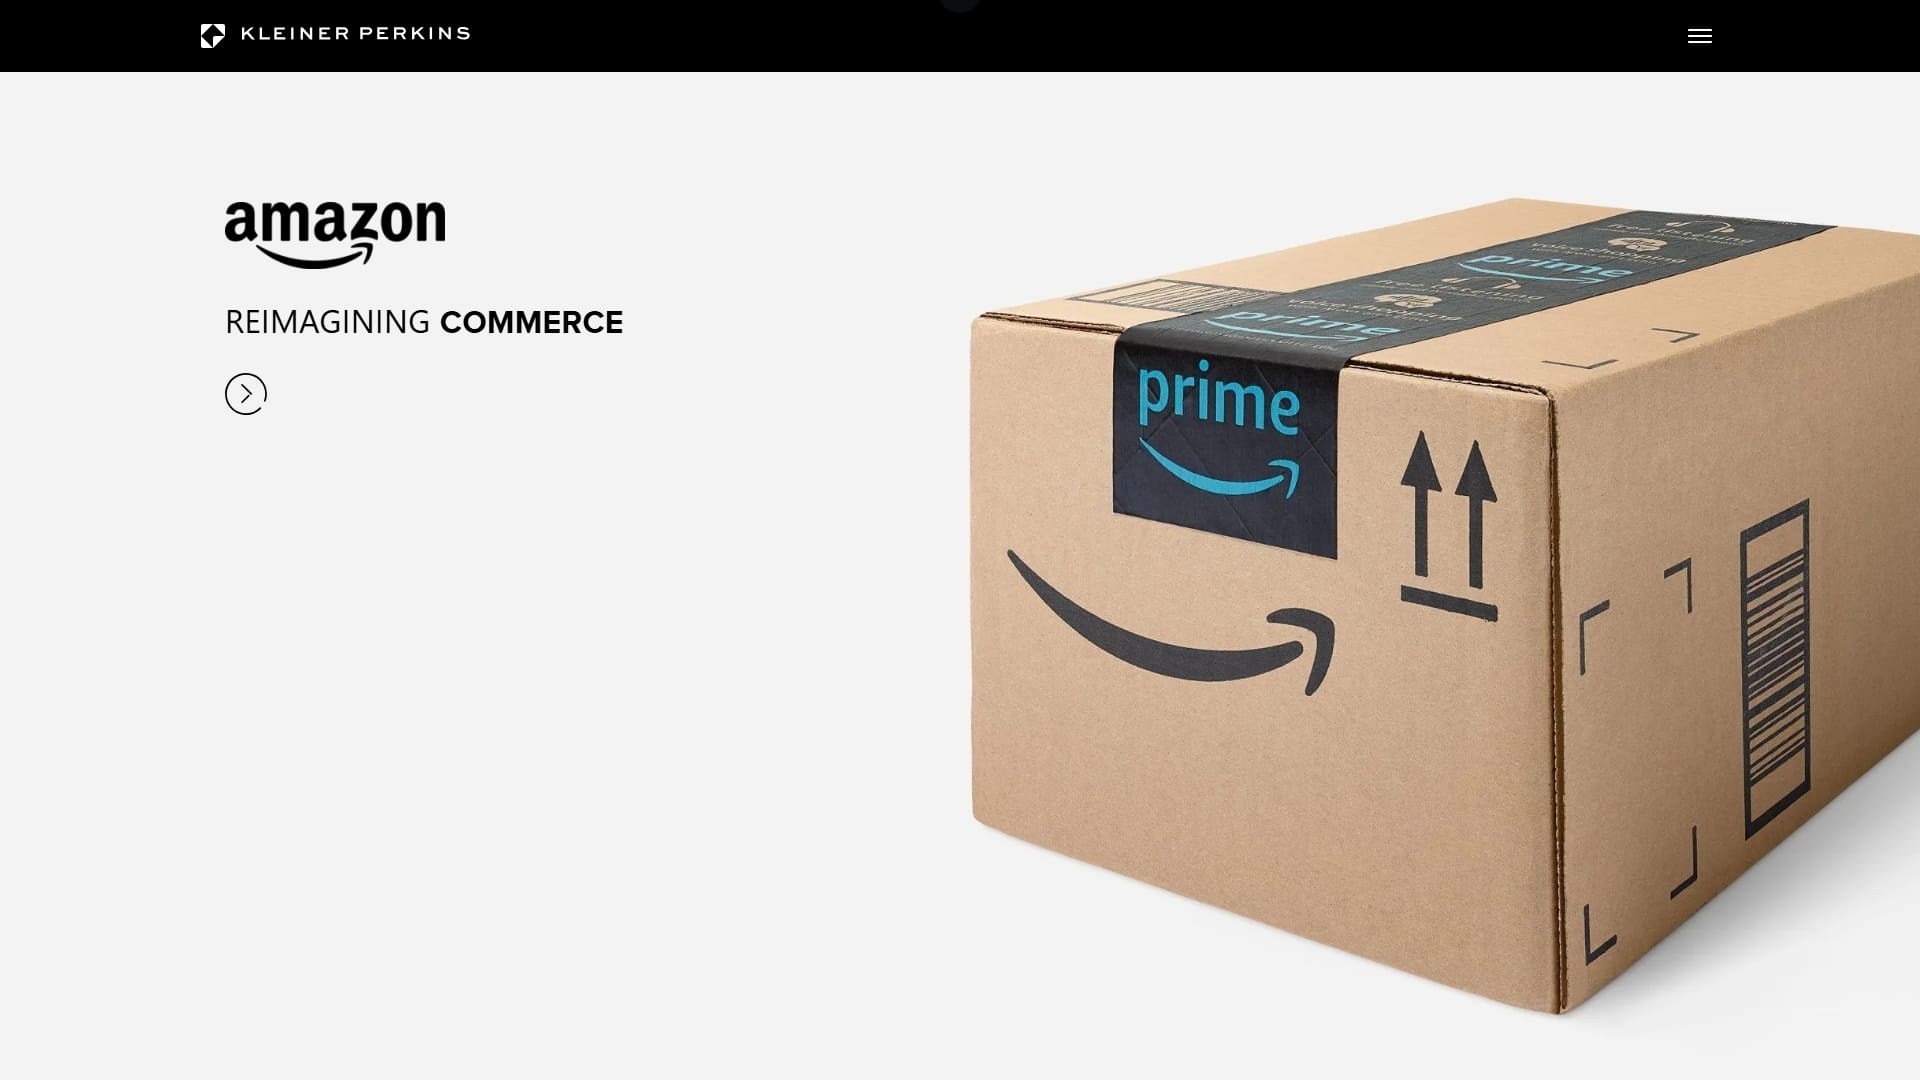 KLEINER PERKINS
amazon
REIMAGINING COMMERCE
free listening
voice shopping
prime
free listening
voice shopping
prime
prime